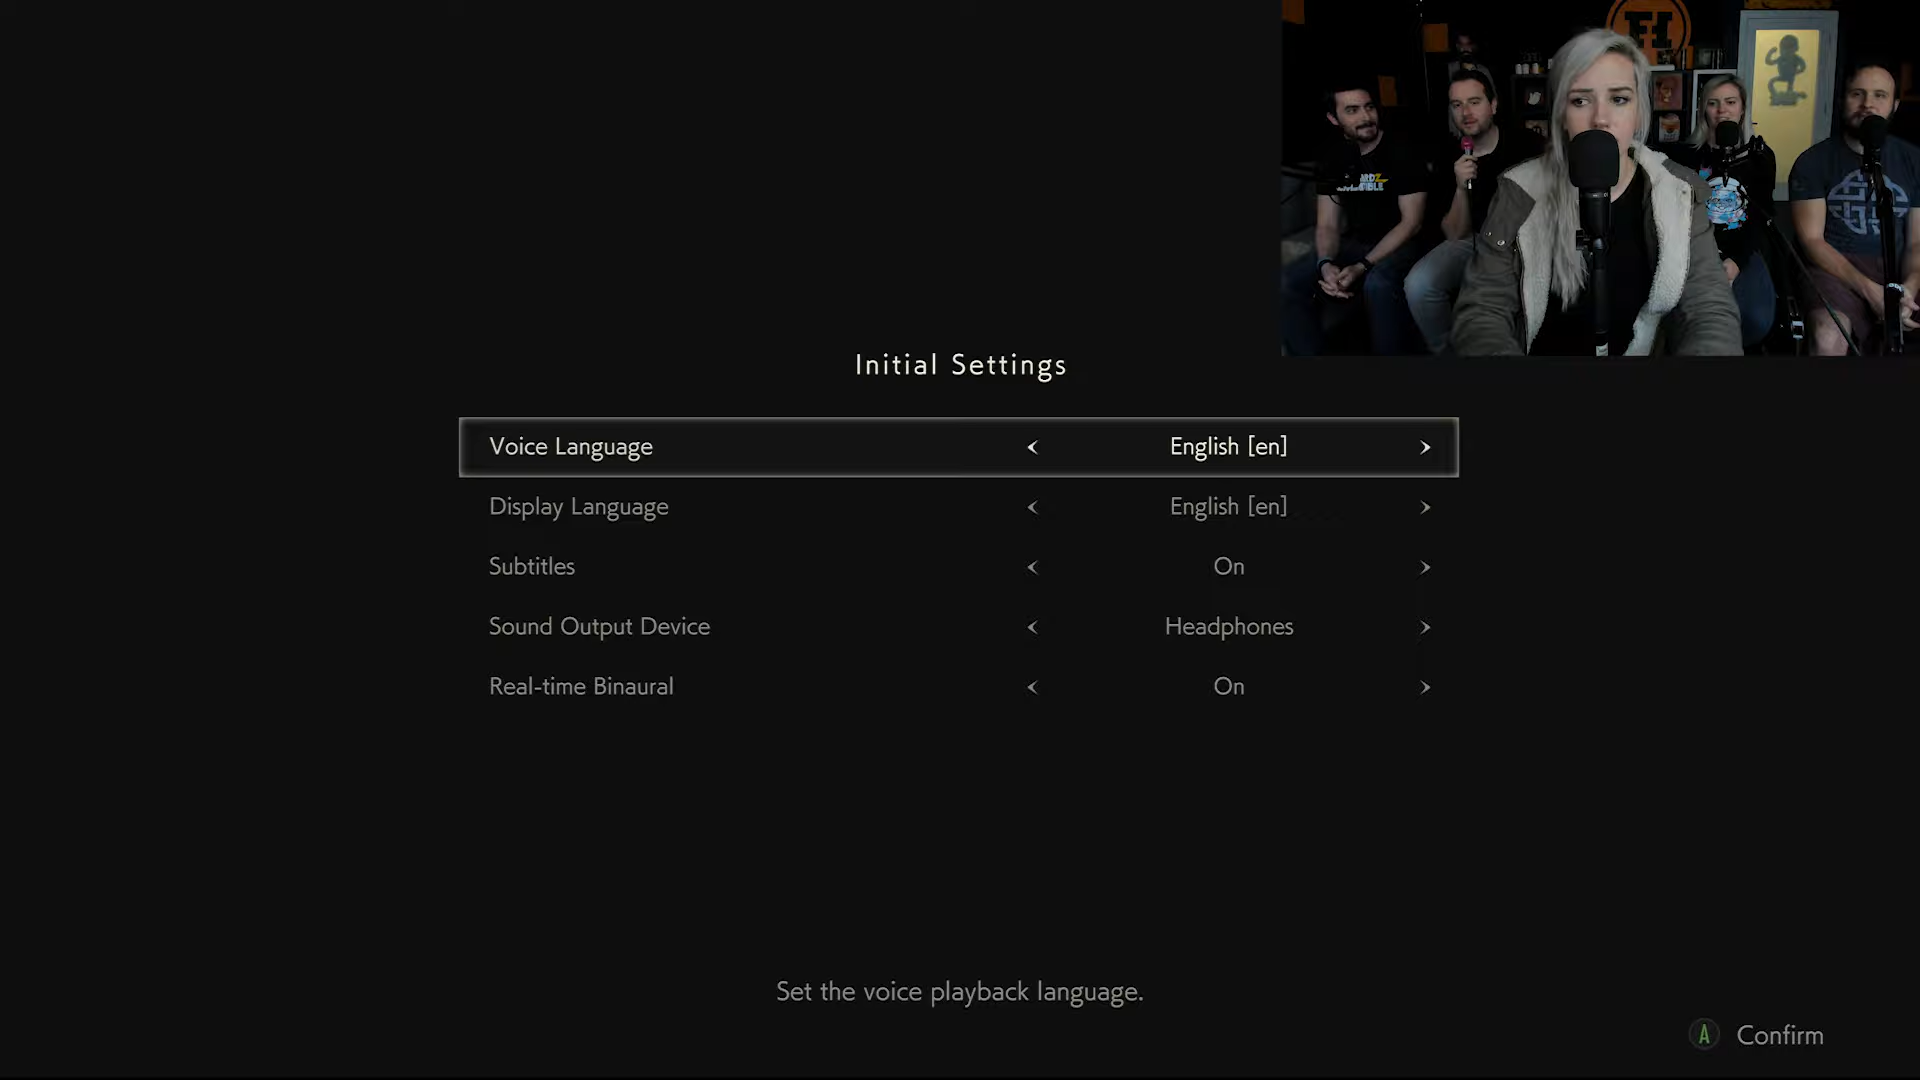 Initial Settings
Voice Language < English [en] >
Display Language < English [en] >
Subtitles < On >
Sound Output Device < Headphones >
Real-time Binaural < On >
Set the voice playback language.
A Confirm